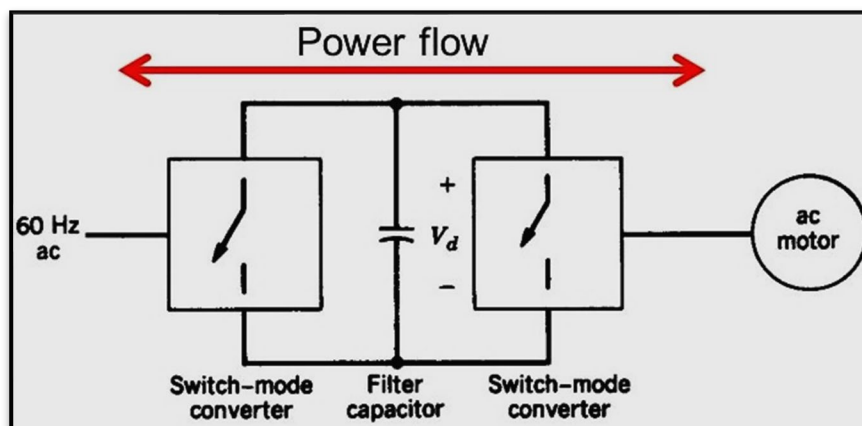 Power flow
60 Hz
ac
+
V_d
−
ac
motor
Switch-mode
converter
Filter
capacitor
Switch-mode
converter